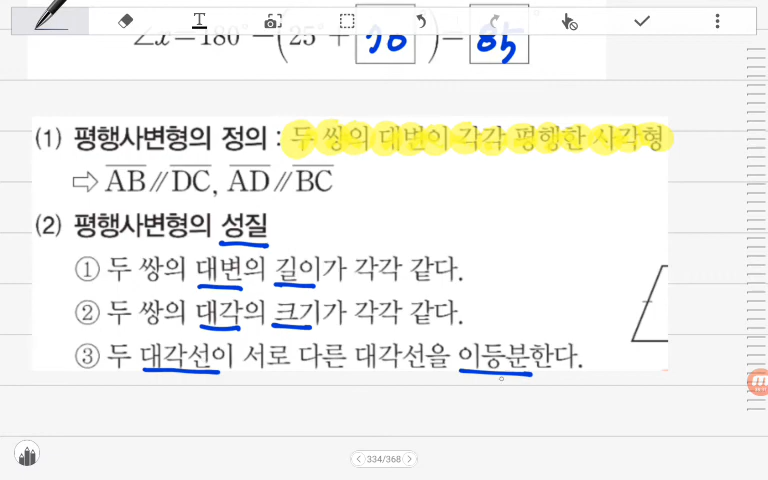 ∠x=180°-(25°+70°)=85°
(1) 평행사변형의 정의 : 두 쌍의 대변이 각각 평행한 사각형
⇨ AB∥DC, AD∥BC
(2) 평행사변형의 성질
① 두 쌍의 대변의 길이가 각각 같다.
② 두 쌍의 대각의 크기가 각각 같다.
③ 두 대각선이 서로 다른 대각선을 이등분한다.
334/368